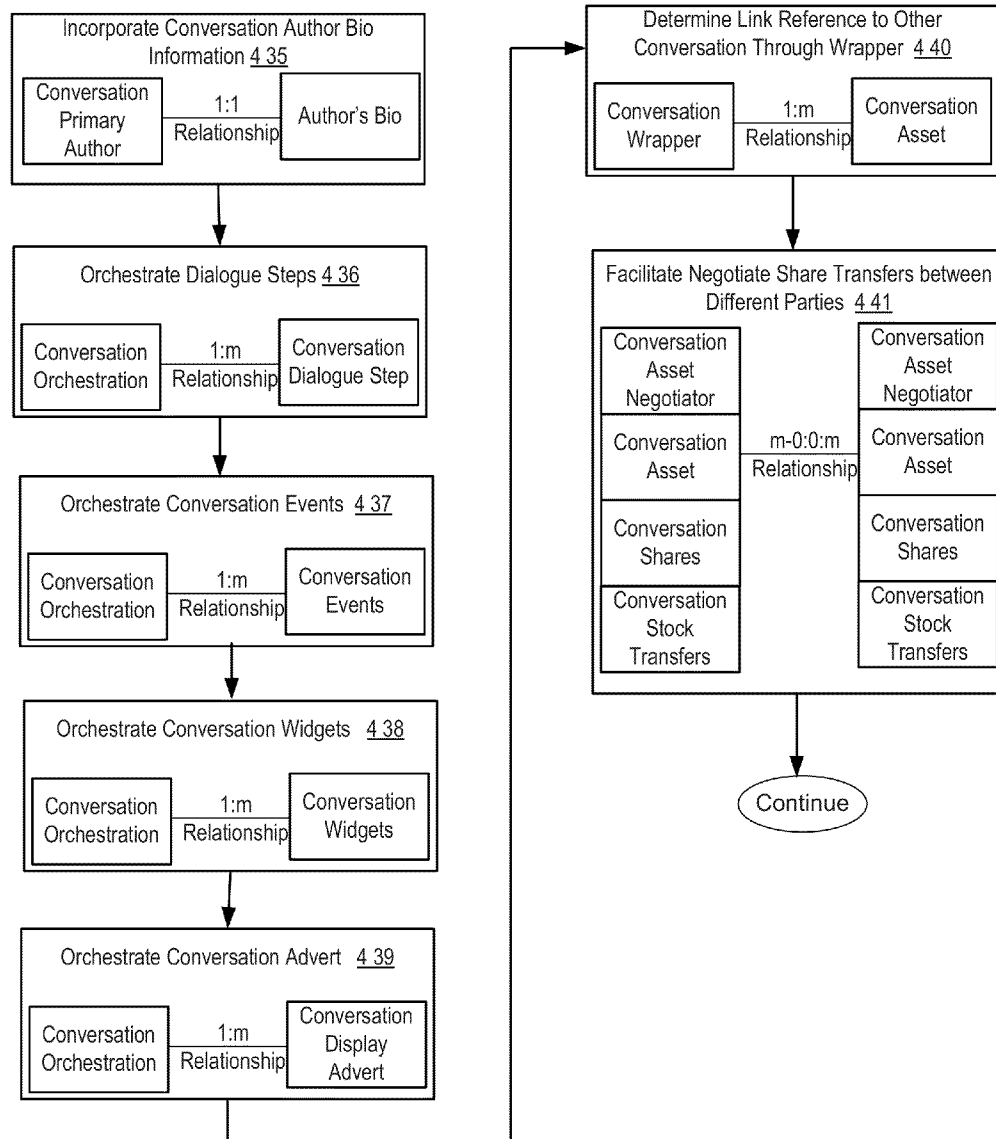 Incorporate Conversation Author Bio
Information 4 35
Conversation
Primary
Author
1:1
Relationship
Author's Bio
Orchestrate Dialogue Steps 4 36
Conversation
Orchestration
1:m
Relationship
Conversation
Dialogue Step
Orchestrate Conversation Events 4 37
Conversation
Orchestration
1:m
Relationship
Conversation
Events
Orchestrate Conversation Widgets 4 38
Conversation
Orchestration
1:m
Relationship
Conversation
Widgets
Orchestrate Conversation Advert 4 39
Conversation
Orchestration
1:m
Relationship
Conversation
Display
Advert
Determine Link Reference to Other
Conversation Through Wrapper 4 40
Conversation
Wrapper
1:m
Relationship
Conversation
Asset
Facilitate Negotiate Share Transfers between
Different Parties 4 41
Conversation
Asset
Negotiator
Conversation
Asset
Conversation
Shares
Conversation
Stock
Transfers
m-0:0:m
Relationship
Conversation
Asset
Negotiator
Conversation
Asset
Conversation
Shares
Conversation
Stock
Transfers
Continue